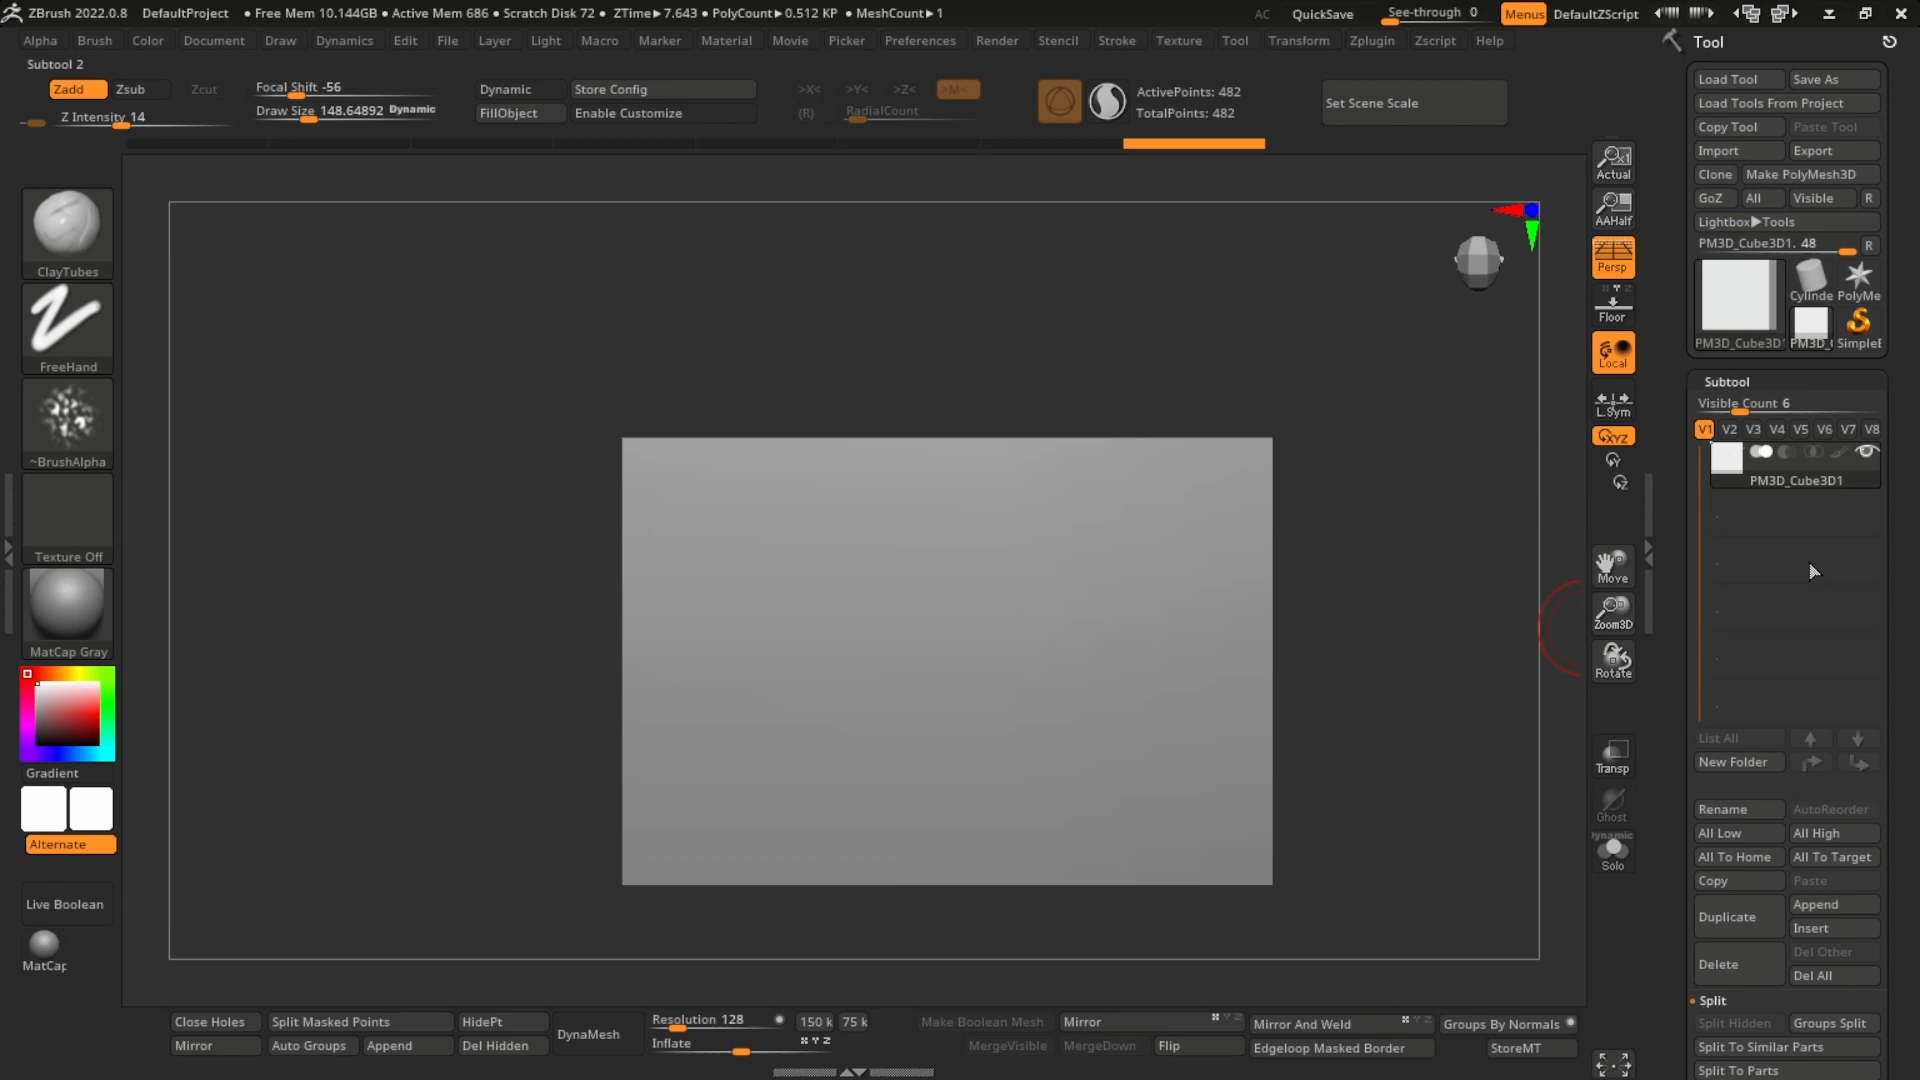 ZBrush 2022.0.8 DefaultProject • Free Mem 10.144GB • Active Mem 686 • Scratch Disk 72 • ZTime▶7.643 • PolyCount▶0.512 KP • MeshCount▶1 AC QuickSave See-through 0 Menus DefaultZScript
Alpha Brush Color Document Draw Dynamics Edit File Layer Light Macro Marker Material Movie Picker Preferences Render Stencil Stroke Texture Tool Transform Zplugin Zscript Help
Tool
Subtool 2
Zadd Zsub Zcut Focal Shift -56 Dynamic Store Config >X< >Y< >Z< >M<
Z Intensity 14 Draw Size 148.64892 Dynamic FillObject Enable Customize (R) RadialCount
ActivePoints: 482
TotalPoints: 482
Set Scene Scale
ClayTubes
FreeHand
~BrushAlpha
Texture Off
MatCap Gray
Gradient
Alternate
Live Boolean
MatCap
Actual
AAHalf
Persp
X Y Z
Floor
Local
L.Sym
XYZ
Y
Z
Move
Zoom3D
Rotate
Transp
Ghost
Dynamic
Solo
Load Tool Save As
Load Tools From Project
Copy Tool Paste Tool
Import Export
Clone Make PolyMesh3D
GoZ All Visible R
Lightbox▶Tools
PM3D_Cube3D1. 48 R
Cylinde PolyMe
PM3D_Cube3D PM3D_ SimpleB
Subtool
Visible Count 6
V1 V2 V3 V4 V5 V6 V7 V8
PM3D_Cube3D1
List All
New Folder
Rename AutoReorder
All Low All High
All To Home All To Target
Copy Paste
Duplicate Append
Insert
Delete Del Other
Del All
Split
Split Hidden Groups Split
Split To Similar Parts
Split To Parts
Close Holes Split Masked Points HidePt DynaMesh Resolution 128 150 k 75 k Make Boolean Mesh Mirror X Y Z Mirror And Weld X Y Z Groups By Normals
Mirror Auto Groups Append Del Hidden Inflate X Y Z MergeVisible MergeDown Flip Edgeloop Masked Border StoreMT